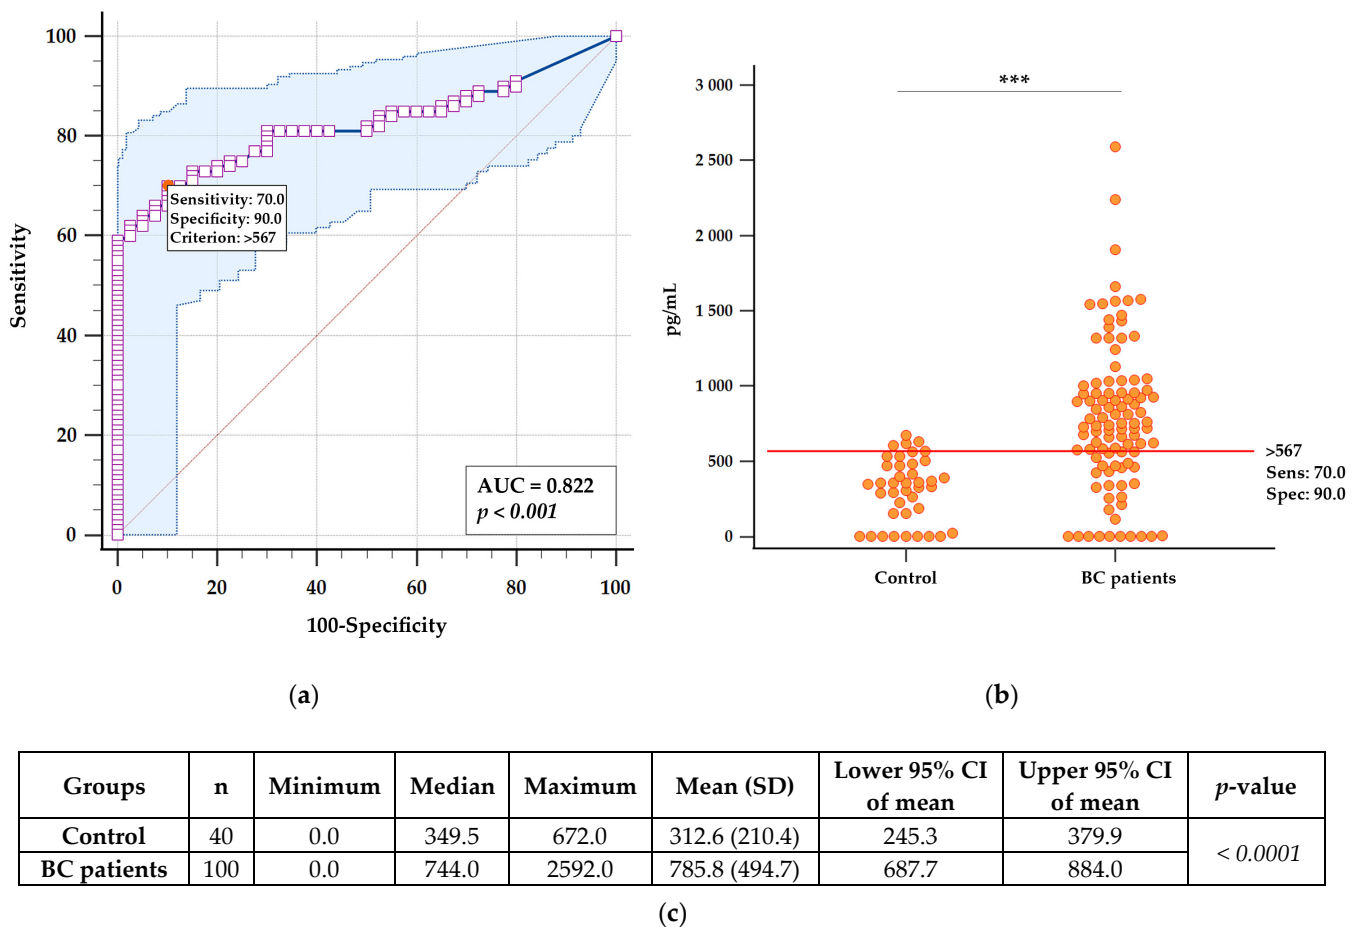 100
80
60
40
20
0
Sensitivity
Sensitivity: 70.0
Specificity: 90.0
Criterion: >567
AUC = 0.822
p < 0.001
0 20 40 60 80 100
100-Specificity
(a)
***
3 000
2 500
2 000
1 500
1 000
500
0
pg/mL
>567
Sens: 70.0
Spec: 90.0
Control BC patients
(b)
Groups n Minimum Median Maximum Mean (SD) Lower 95% CI of mean Upper 95% CI of mean p-value
Control 40 0.0 349.5 672.0 312.6 (210.4) 245.3 379.9 < 0.0001
BC patients 100 0.0 744.0 2592.0 785.8 (494.7) 687.7 884.0
(c)